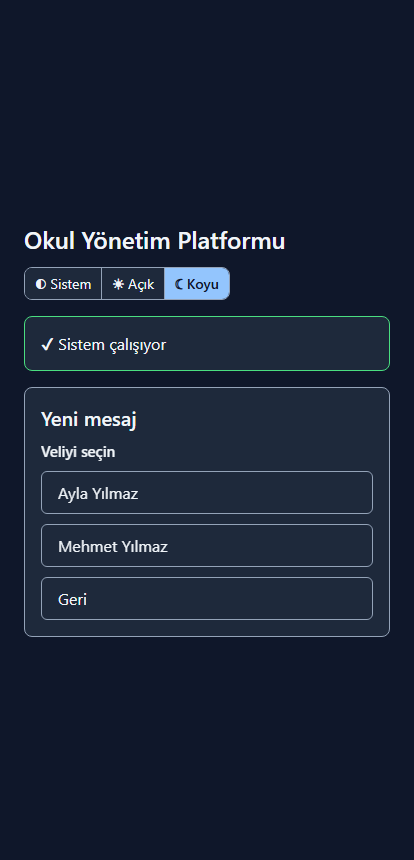 Okul Yönetim Platformu
Sistem Açık Koyu
✔ Sistem çalışıyor
Yeni mesaj
Veliyi seçin
Ayla Yılmaz
Mehmet Yılmaz
Geri